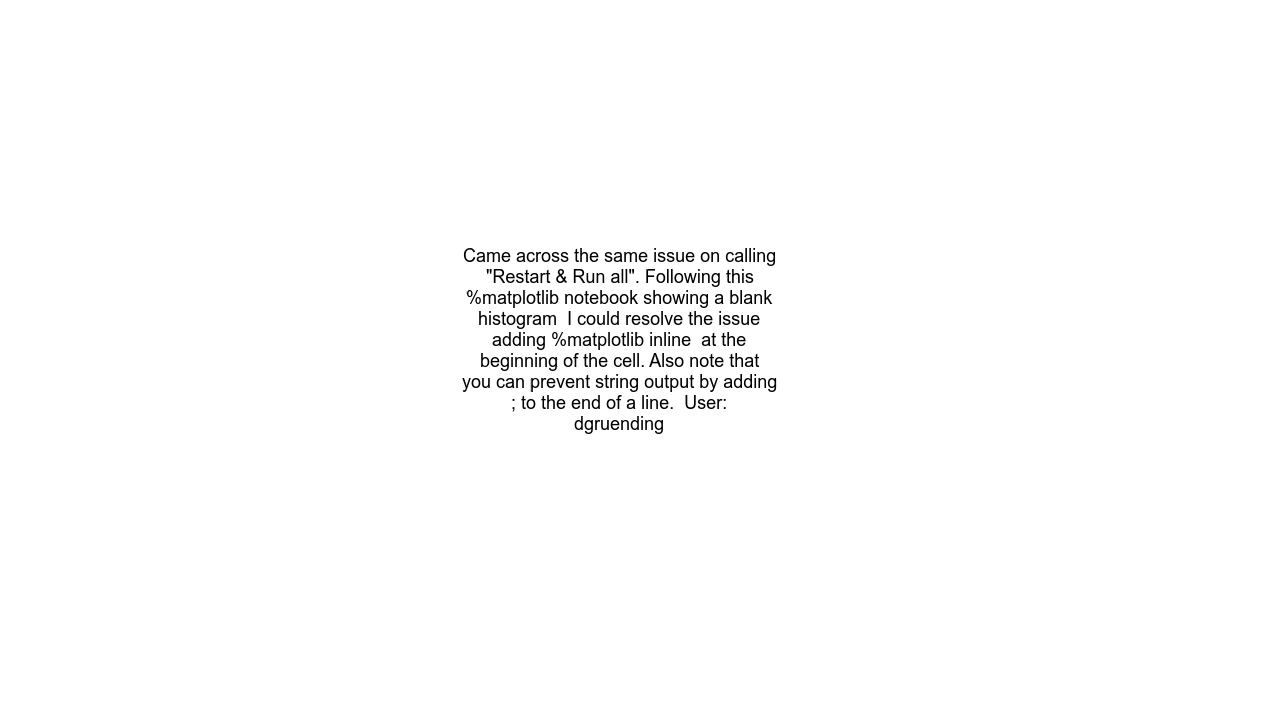 Came across the same issue on calling
"Restart & Run all". Following this
%matplotlib notebook showing a blank
histogram  I could resolve the issue
adding %matplotlib inline  at the
beginning of the cell. Also note that
you can prevent string output by adding
; to the end of a line.  User:
dgruending